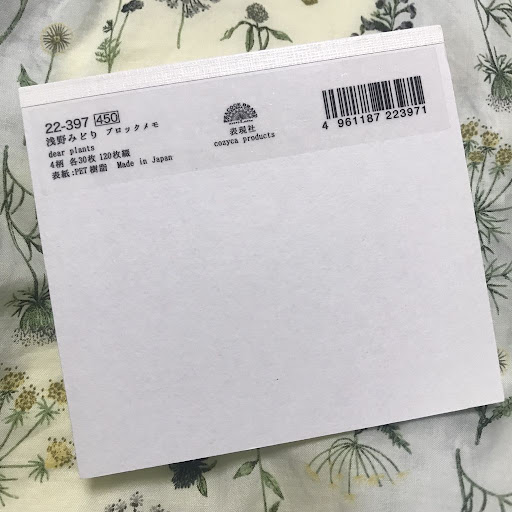 22-397 450
浅野みどり ブロックメモ
dear plants
4柄 各30枚 120枚綴
表紙:PET樹脂 Made in Japan
表現社
cozyca products
4 961187 223971